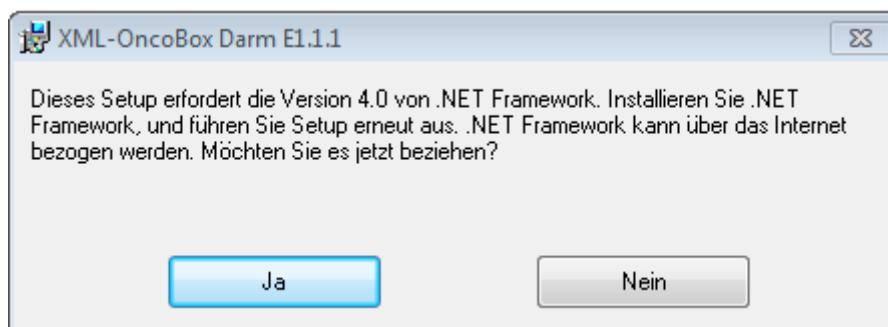 XML-OncoBox Darm E1.1.1
Dieses Setup erfordert die Version 4.0 von .NET Framework. Installieren Sie .NET
Framework, und führen Sie Setup erneut aus. .NET Framework kann über das Internet
bezogen werden. Möchten Sie es jetzt beziehen?
Ja
Nein